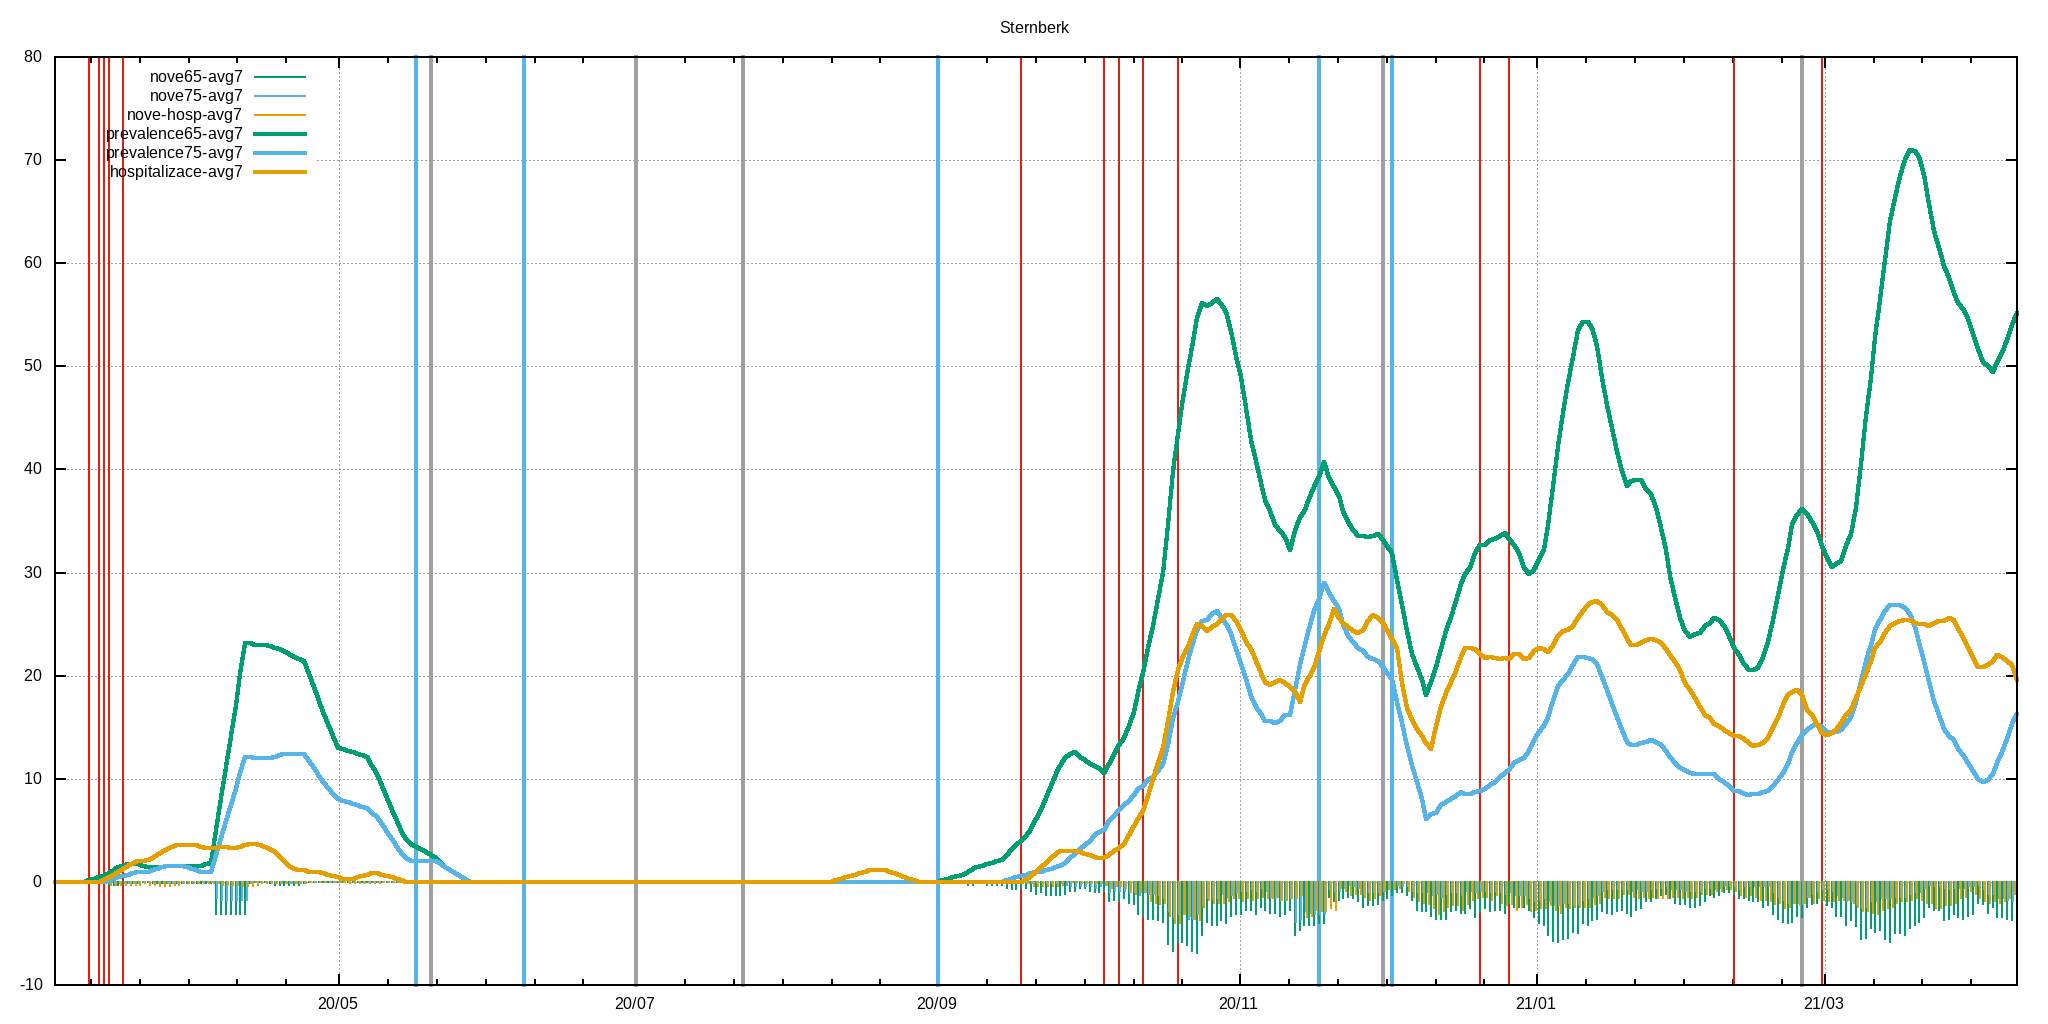 Sternberk
80
70
60
50
40
30
20
10
0
-10
nove65-avg7
nove75-avg7
nove-hosp-avg7
prevalence65-avg7
prevalence75-avg7
hospitalizace-avg7
20/05
20/07
20/09
20/11
21/01
21/03